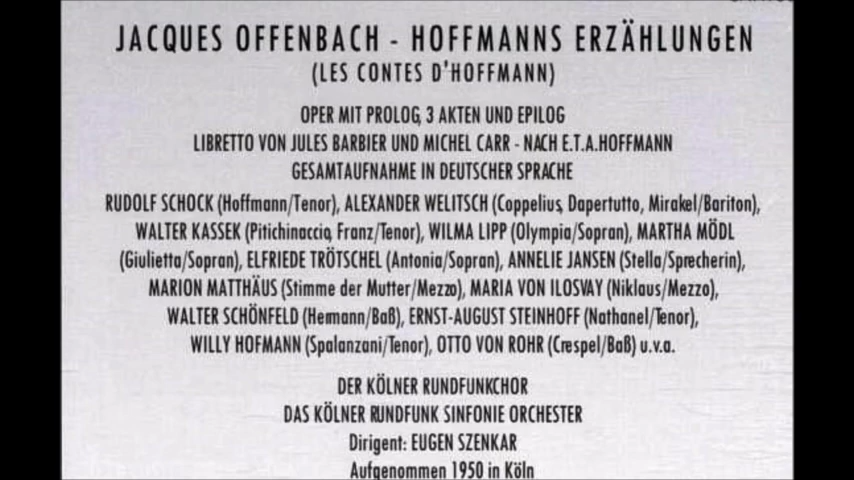 JACQUES OFFENBACH - HOFFMANNS ERZÄHLUNGEN
(LES CONTES D'HOFFMANN)
OPER MIT PROLOG, 3 AKTEN UND EPILOG
LIBRETTO VON JULES BARBIER UND MICHEL CARR - NACH E.T.A.HOFFMANN
GESAMTAUFNAHME IN DEUTSCHER SPRACHE
RUDOLF SCHOCK (Hoffmann/Tenor), ALEXANDER WELITSCH (Coppelius, Dapertutto, Mirakel/Bariton),
WALTER KASSEK (Pitichinaccio, Franz/Tenor), WILMA LIPP (Olympia/Sopran), MARTHA MÖDL
(Giulietta/Sopran), ELFRIEDE TRÖTSCHEL (Antonia/Sopran), ANNELIE JANSEN (Stella/Sprecherin),
MARION MATTHÄUS (Stimme der Mutter/Mezzo), MARIA VON ILOSVAY (Niklaus/Mezzo),
WALTER SCHÖNFELD (Hermann/Baß), ERNST-AUGUST STEINHOFF (Nathanel/Tenor),
WILLY HOFMANN (Spalanzani/Tenor), OTTO VON ROHR (Crespel/Baß) u.v.a.
DER KÖLNER RUNDFUNKCHOR
DAS KÖLNER RUNDFUNK SINFONIE ORCHESTER
Dirigent: EUGEN SZENKAR
Aufgenommen 1950 in Köln